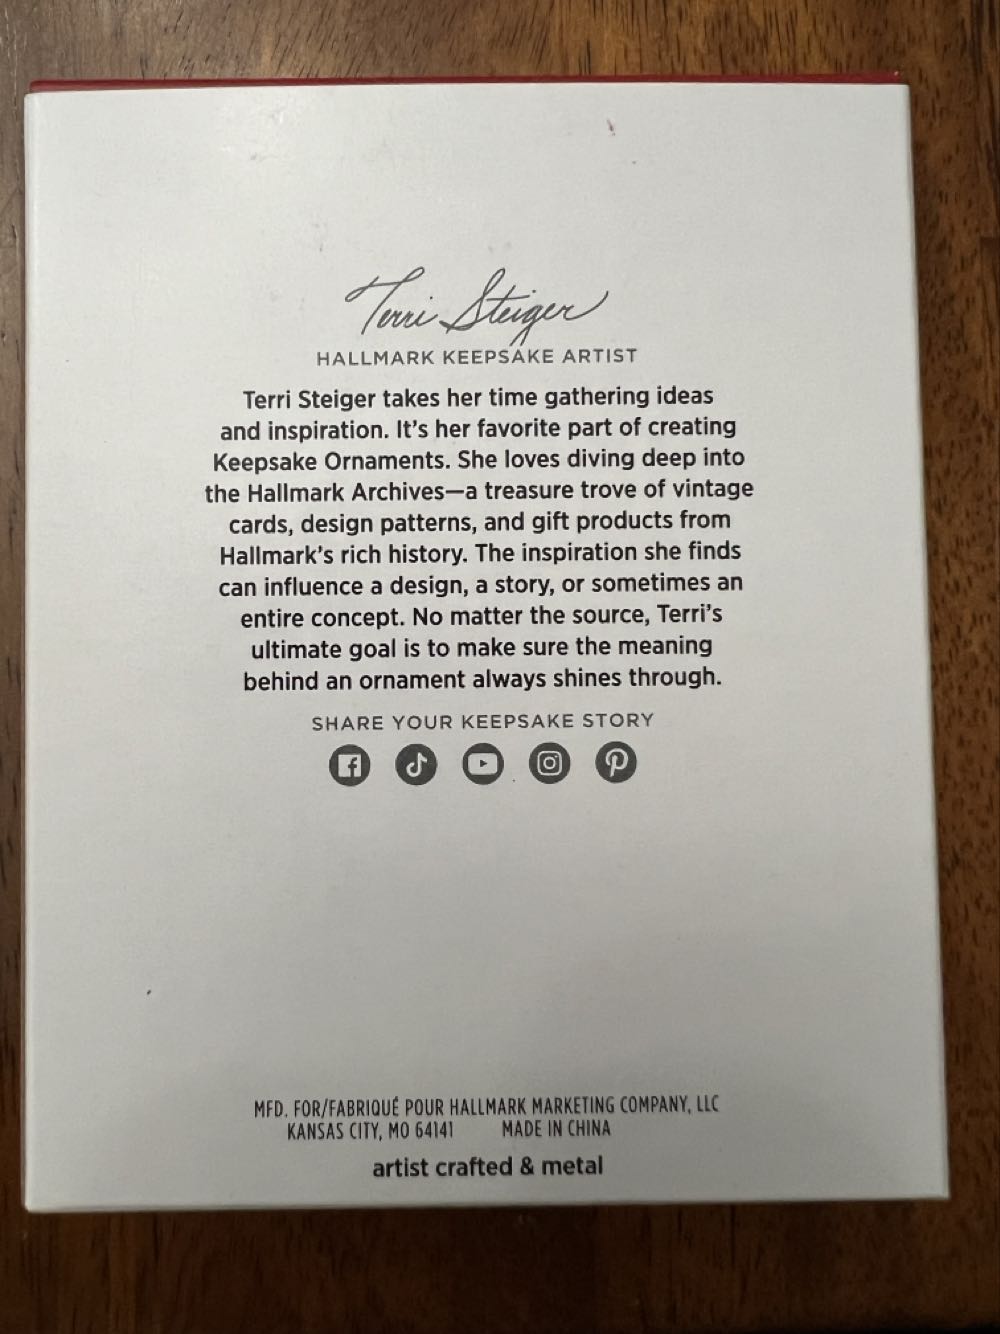 Terri Steiger
HALLMARK KEEPSAKE ARTIST
Terri Steiger takes her time gathering ideas
and inspiration. It's her favorite part of creating
Keepsake Ornaments. She loves diving deep into
the Hallmark Archives—a treasure trove of vintage
cards, design patterns, and gift products from
Hallmark's rich history. The inspiration she finds
can influence a design, a story, or sometimes an
entire concept. No matter the source, Terri's
ultimate goal is to make sure the meaning
behind an ornament always shines through.
SHARE YOUR KEEPSAKE STORY
MFD. FOR/FABRIQUÉ POUR HALLMARK MARKETING COMPANY, LLC
KANSAS CITY, MO 64141 MADE IN CHINA
artist crafted & metal